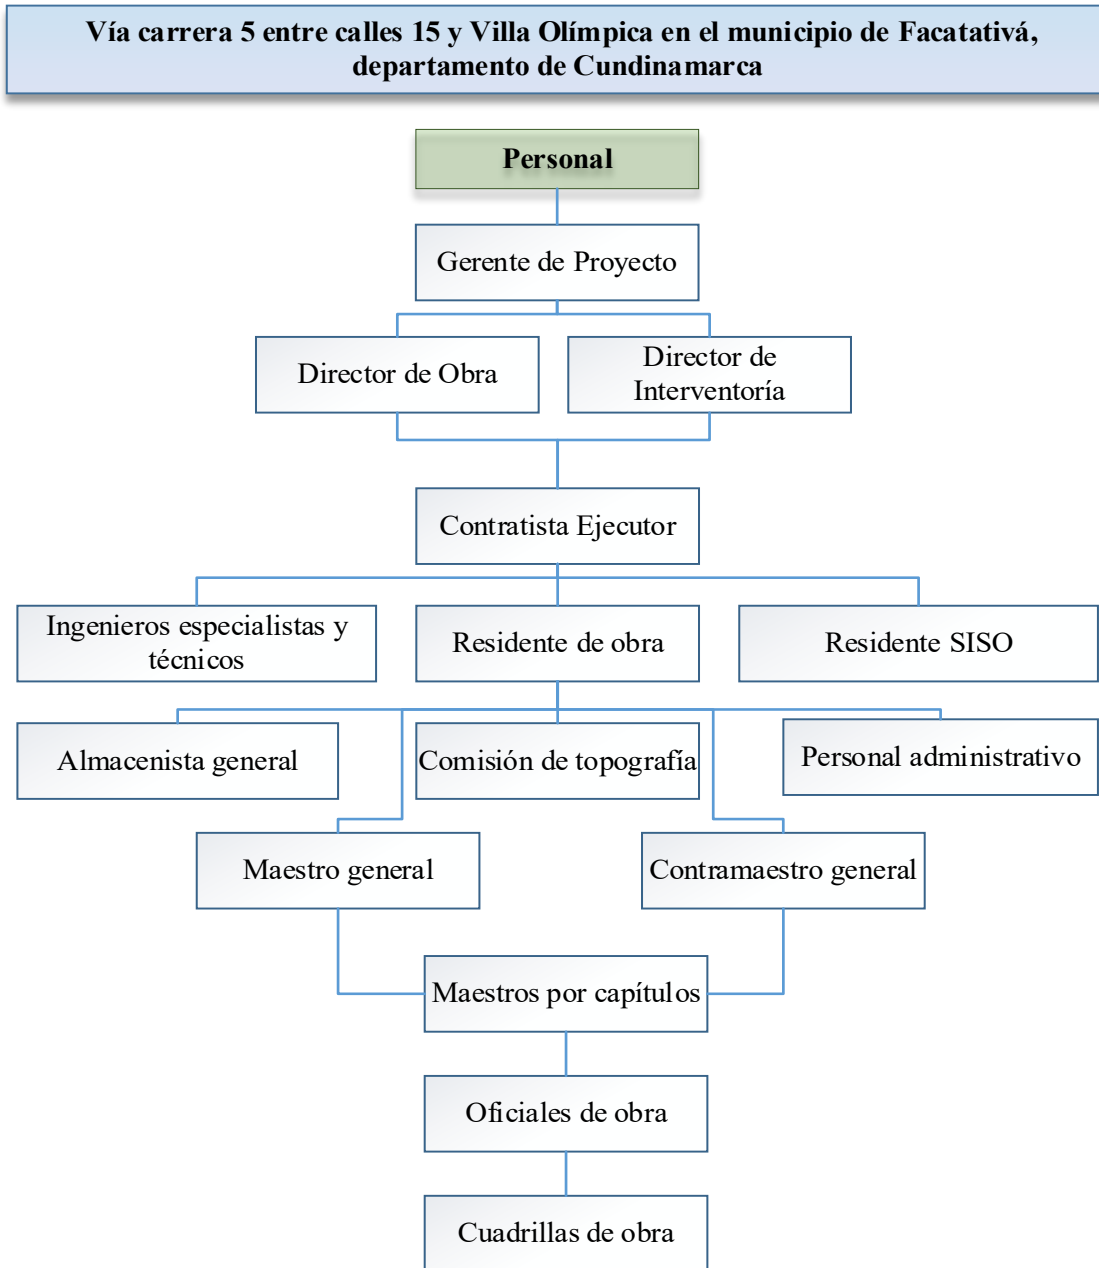 Vía carrera 5 entre calles 15 y Villa Olímpica en el municipio de Facatativá,
departamento de Cundinamarca
Personal
Gerente de Proyecto
Director de Obra
Director de
Interventoría
Contratista Ejecutor
Ingenieros especialistas y
técnicos
Residente de obra
Residente SISO
Almacenista general
Comisión de topografía
Personal administrativo
Maestro general
Contramaestro general
Maestros por capítulos
Oficiales de obra
Cuadrillas de obra